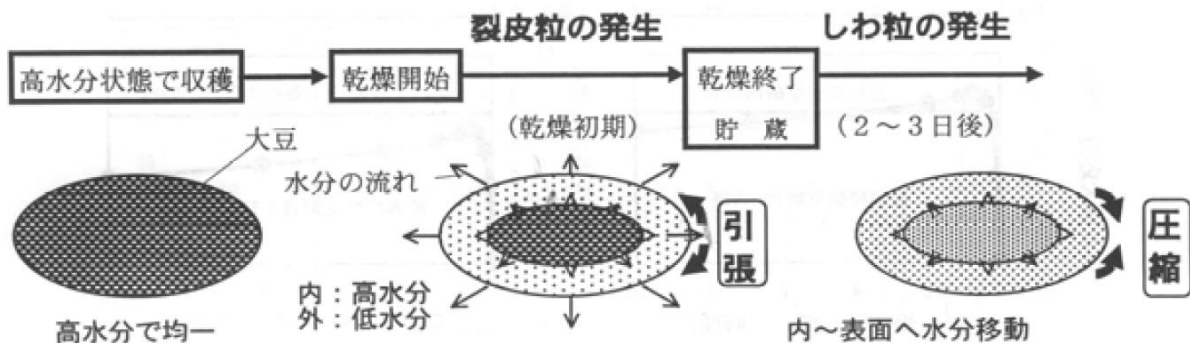 裂皮粒の発生
しわ粒の発生
高水分状態で収穫
乾燥開始
乾燥終了
貯 蔵
(乾燥初期)
(2～3日後)
大豆
水分の流れ
引張
圧縮
内：高水分
外：低水分
高水分で均一
内～表面へ水分移動